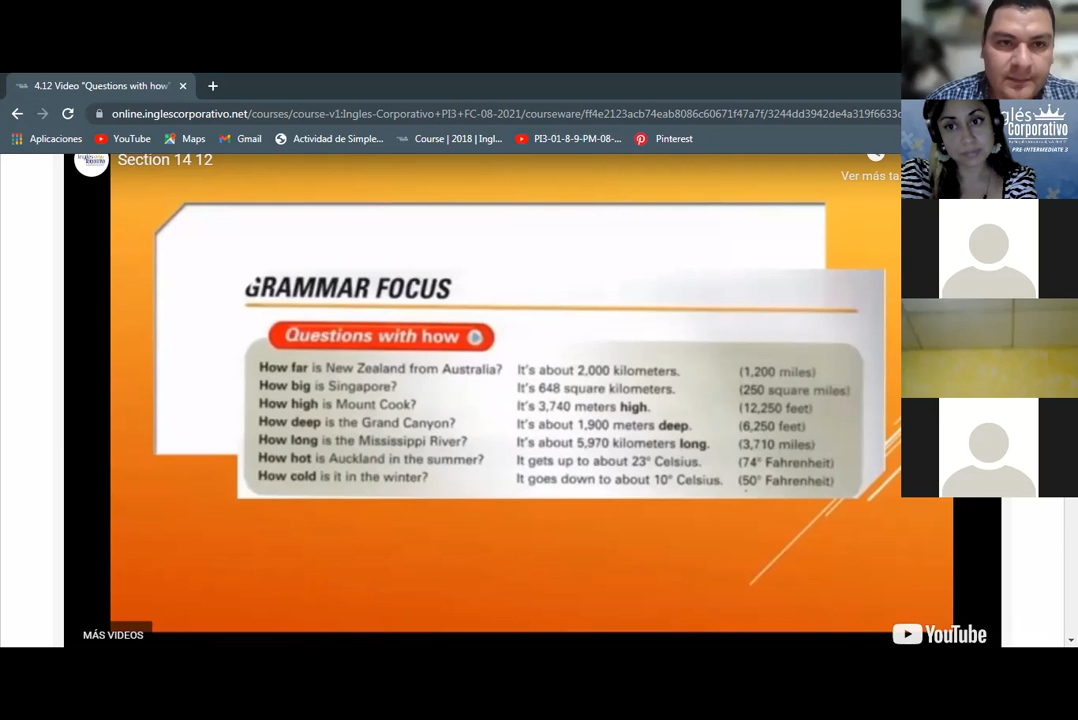 4.12 Video "Questions with how"
online.inglescorporativo.net/courses/course-v1:Ingles-Corporativo+PI3+FC-08-2021/courseware/ff4e2123acb74eab8086c60671f47a7f/3244dd3942de4a319f6633c
Aplicaciones YouTube Maps Gmail Actividad de Simple... Course | 2018 | Ingl... PI3-01-8-9-PM-08-... Pinterest
Section 14 12
Ver más ta
GRAMMAR FOCUS
Questions with how
How far is New Zealand from Australia? It's about 2,000 kilometers. (1,200 miles)
How big is Singapore? It's 648 square kilometers. (250 square miles)
How high is Mount Cook? It's 3,740 meters high. (12,250 feet)
How deep is the Grand Canyon? It's about 1,900 meters deep. (6,250 feet)
How long is the Mississippi River? It's about 5,970 kilometers long. (3,710 miles)
How hot is Auckland in the summer? It gets up to about 23° Celsius. (74° Fahrenheit)
How cold is it in the winter? It goes down to about 10° Celsius. (50° Fahrenheit)
MÁS VIDEOS
YouTube
nglés
Corporativo
PRE-INTERMEDIATE 3